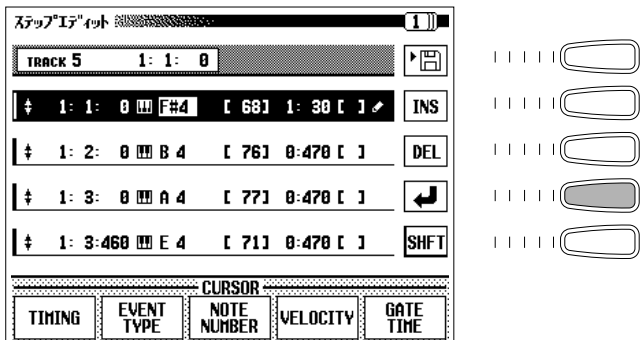 ステップエディット 1
TRACK 5 1: 1: 0
1: 1: 0 F#4 [ 68] 1: 30 [ ] INS
1: 2: 0 B 4 [ 76] 0:470 [ ] DEL
1: 3: 0 A 4 [ 77] 0:470 [ ]
1: 3:460 E 4 [ 71] 0:470 [ ] SHFT
CURSOR
TIMING EVENT TYPE NOTE NUMBER VELOCITY GATE TIME